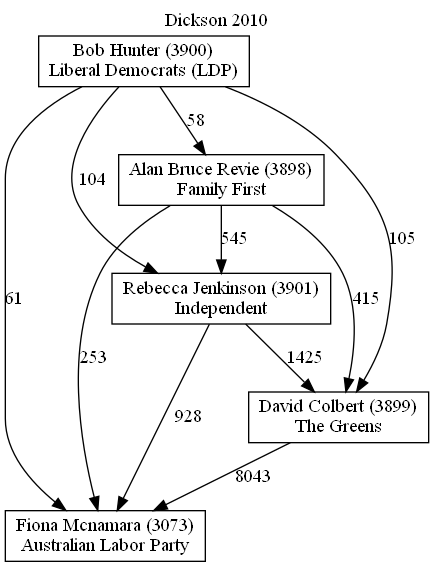 Dickson 2010
Bob Hunter (3900)
Liberal Democrats (LDP)
58
Alan Bruce Revie (3898)
Family First
104
545
105
Rebecca Jenkinson (3901)
Independent
61
253
415
1425
David Colbert (3899)
The Greens
928
8043
Fiona Mcnamara (3073)
Australian Labor Party